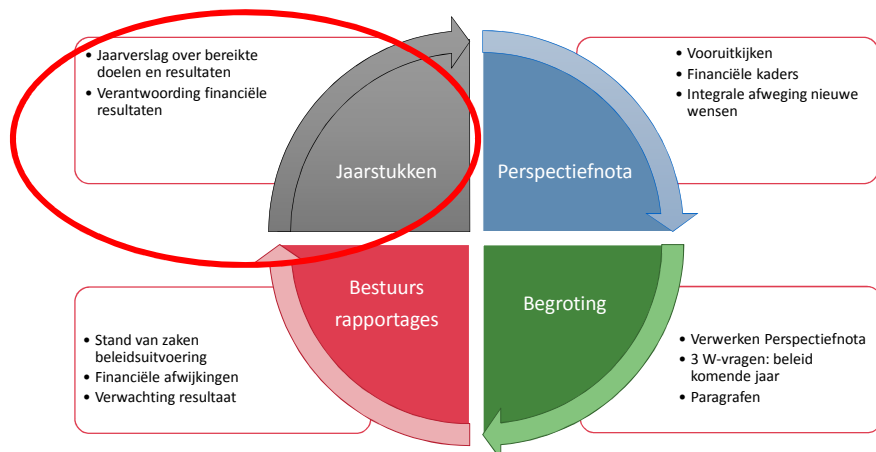 • Jaarverslag over bereikte
doelen en resultaten
• Verantwoording financiële
resultaten
Jaarstukken
Perspectiefnota
• Vooruitkijken
• Financiële kaders
• Integrale afweging nieuwe
wensen
• Stand van zaken
beleidsuitvoering
• Financiële afwijkingen
• Verwachting resultaat
Bestuurs
rapportages
Begroting
• Verwerken Perspectiefnota
• 3 W-vragen: beleid
komende jaar
• Paragrafen